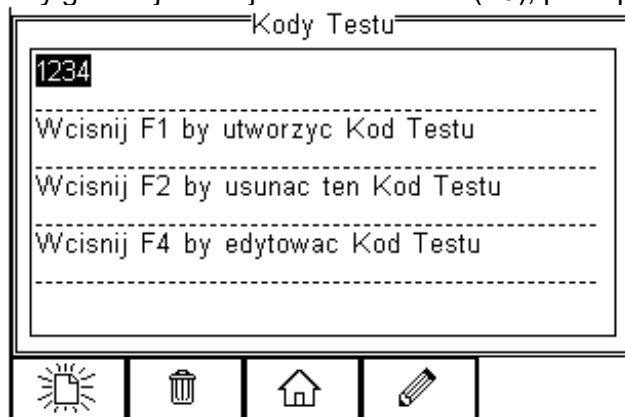 Kody Testu
1234
Wcisnij F1 by utworzyc Kod Testu
Wcisnij F2 by usunac ten Kod Testu
Wcisnij F4 by edytowac Kod Testu